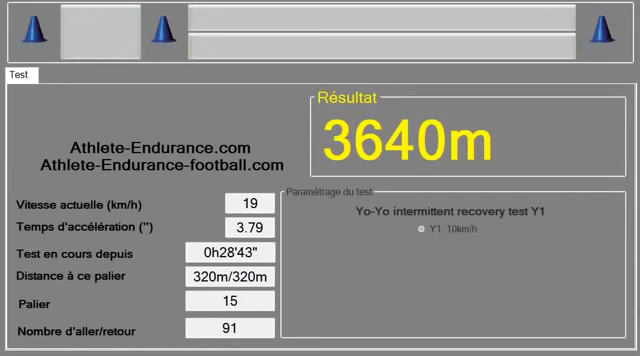 Test
Résultat
3640m
Athlete-Endurance.com
Athlete-Endurance-football.com
Paramètrage du test
Yo-Yo intermittent recovery test Y1
Y1 10km/h
Vitesse actuelle (km/h) 19
Temps d'accélération ('') 3.79
Test en cours depuis 0h28'43"
Distance à ce palier 320m/320m
Palier 15
Nombre d'aller/retour 91